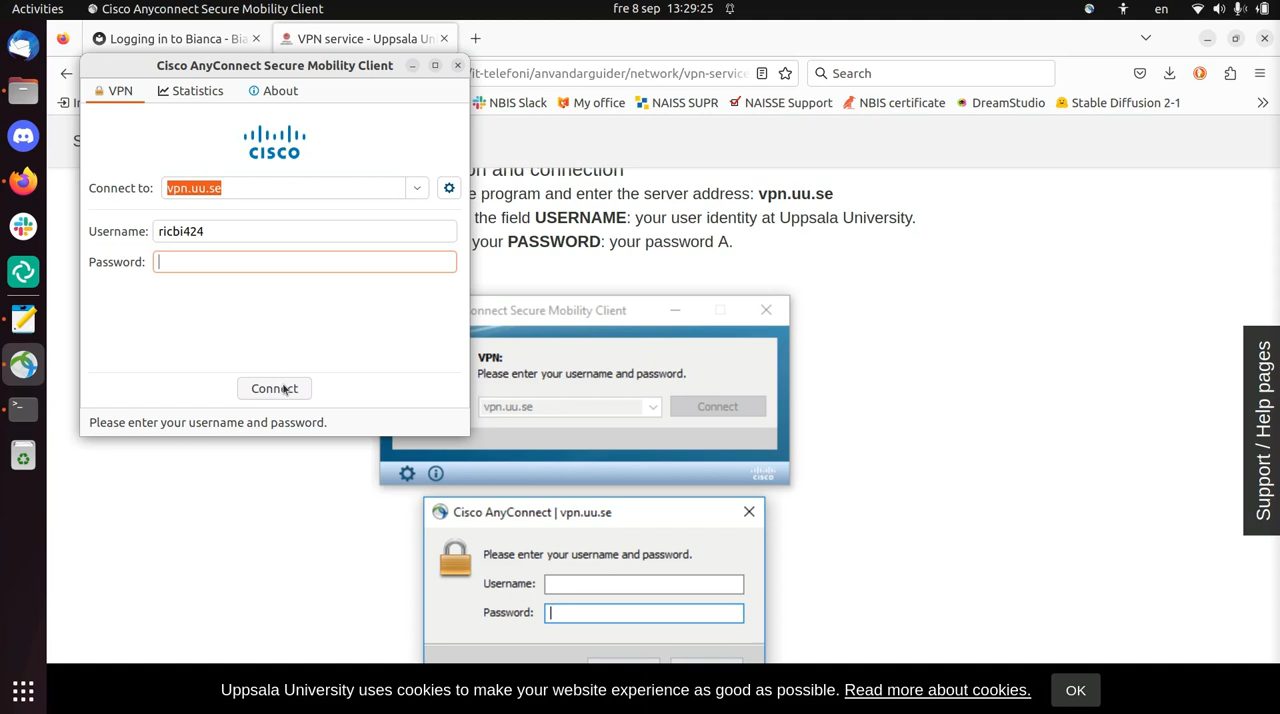 Activities
Cisco Anyconnect Secure Mobility Client
fre 8 sep 13:29:25
en
Logging in to Bianca - Bia
VPN service - Uppsala Un
it-telefoni/anvandarguider/network/vpn-service
Search
NBIS Slack
My office
NAISS SUPR
NAISSE Support
NBIS certificate
DreamStudio
Stable Diffusion 2-1
Cisco AnyConnect Secure Mobility Client
VPN
Statistics
About
CISCO
Connect to:
vpn.uu.se
Username:
ricbi424
Password:
Connect
Please enter your username and password.
on and connection
e program and enter the server address: vpn.uu.se
the field USERNAME: your user identity at Uppsala University.
your PASSWORD: your password A.
onnect Secure Mobility Client
VPN:
Please enter your username and password.
vpn.uu.se
Connect
cisco
Cisco AnyConnect | vpn.uu.se
Please enter your username and password.
Username:
Password:
Support / Help pages
Uppsala University uses cookies to make your website experience as good as possible. Read more about cookies.
OK